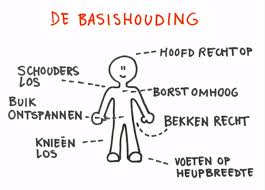 DE BASISHOUDING
HOOFD RECHTOP
SCHOUDERS
LOS
BORST OMHOOG
BUIK
ONTSPANNEN
BEKKEN RECHT
KNIEËN
LOS
VOETEN OP
HEUPBREEDTE